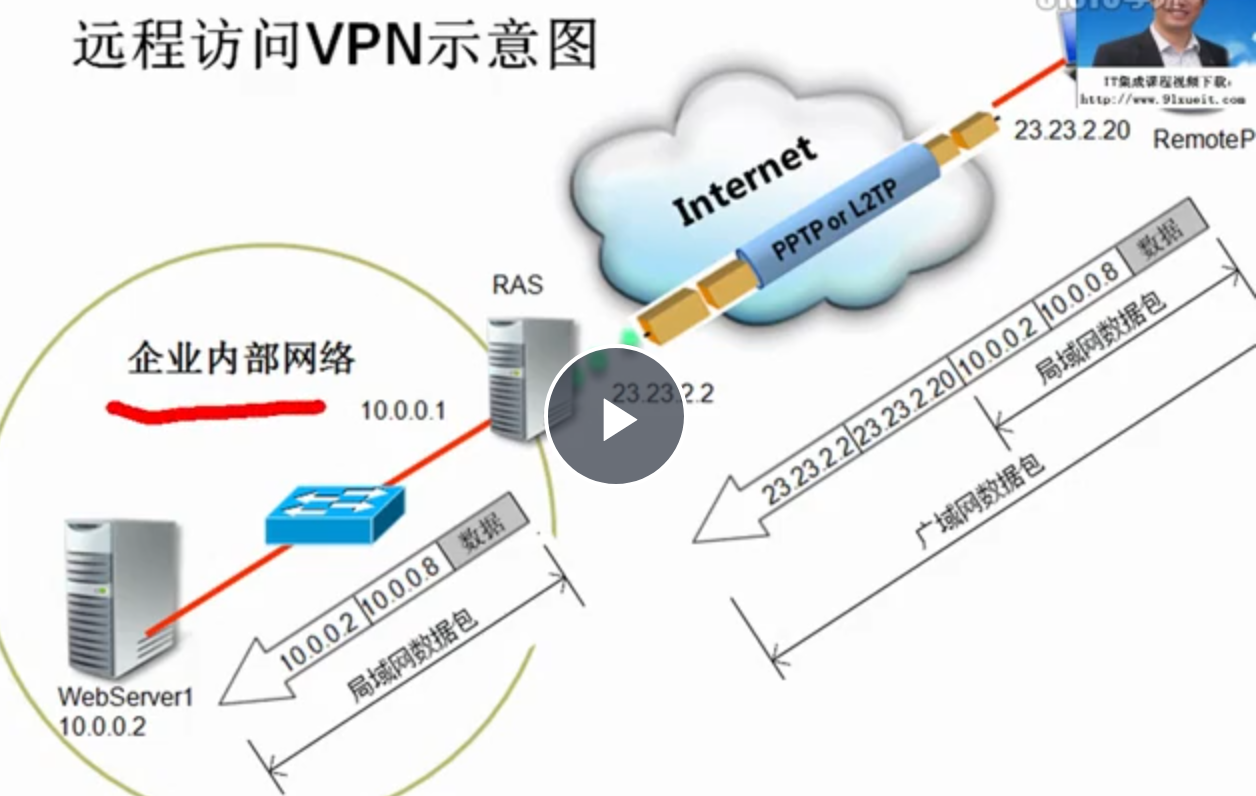 远程访问VPN示意图
IT集成课程视频下载:
http://www.91xueit.com
23.23.2.20
RemoteP
Internet
PPTP or L2TP
RAS
企业内部网络
10.0.0.1
23.23.2.2
数据
10.0.0.8
10.0.0.2
23.23.2.20
23.23.2.2
局域网数据包
广域网数据包
数据
10.0.0.8
10.0.0.2
局域网数据包
WebServer1
10.0.0.2